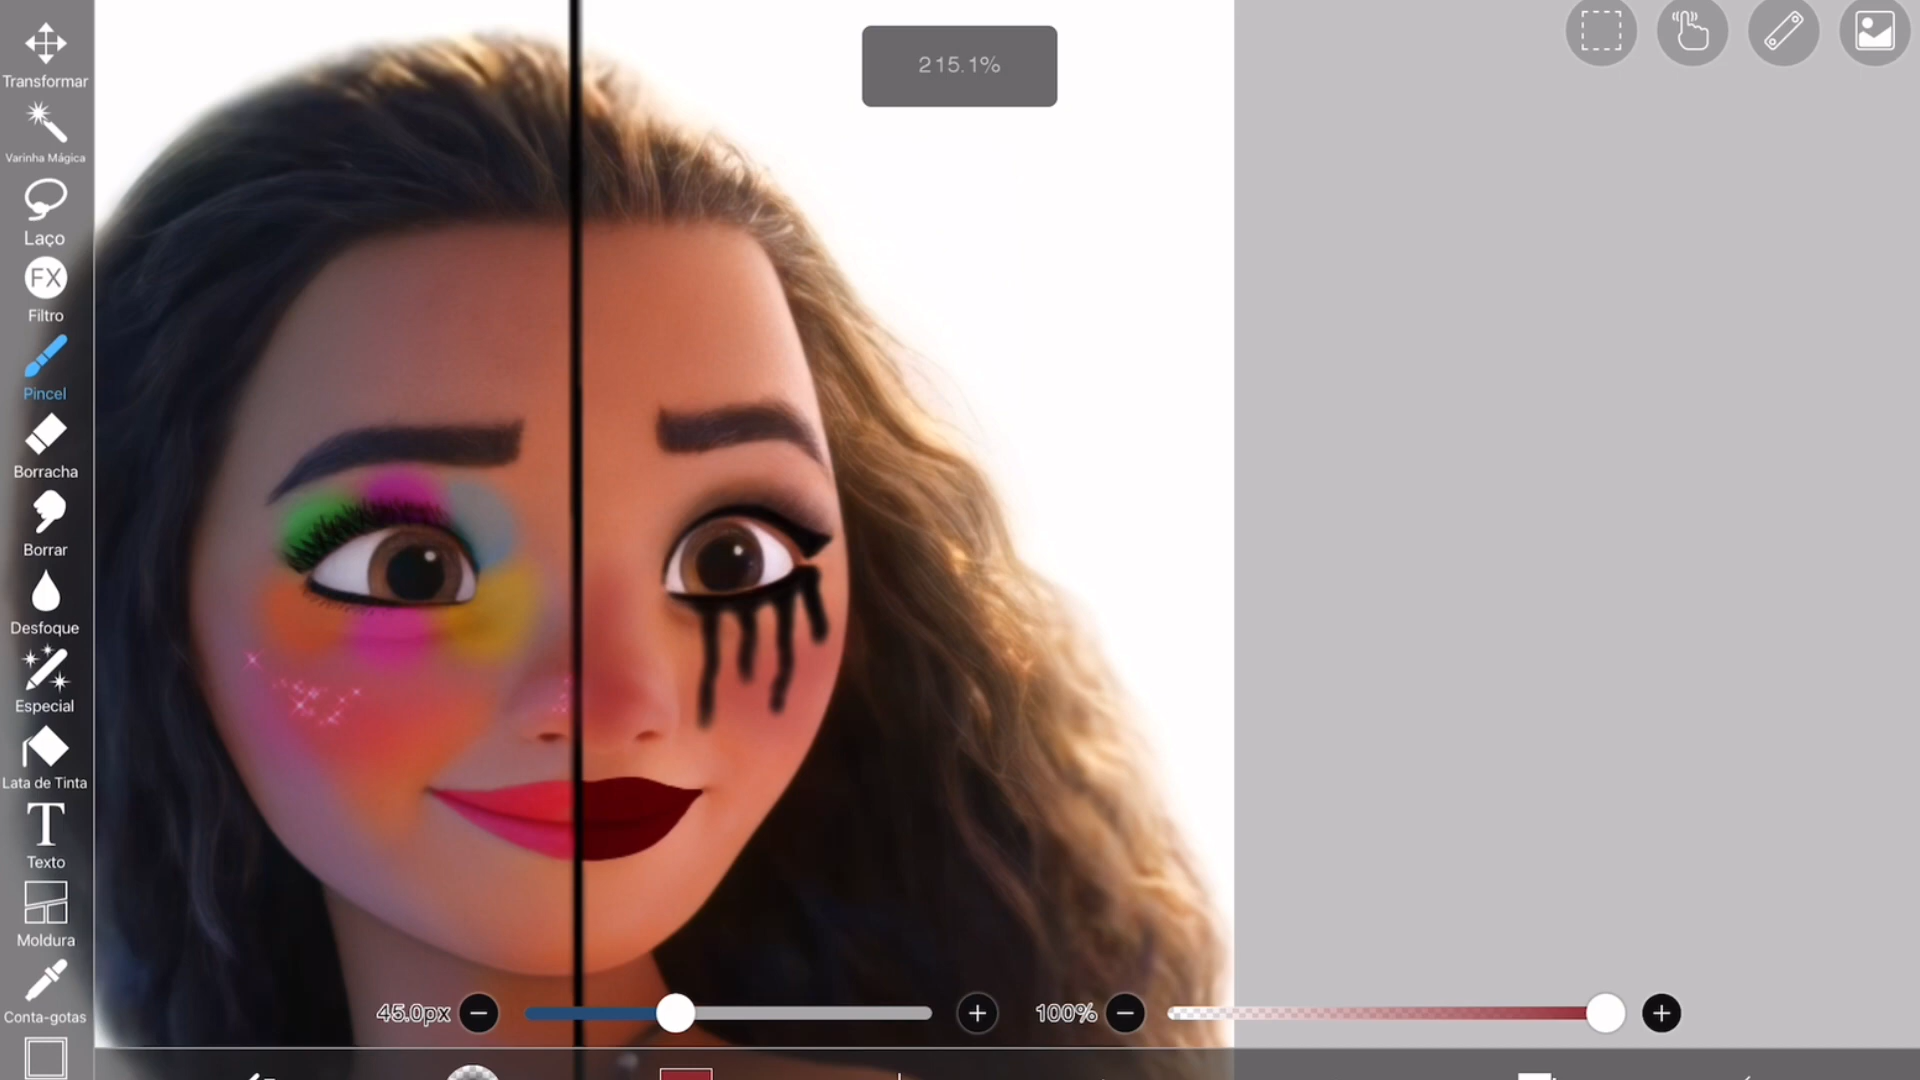 215.1%
Transformar
Varinha Mágica
Laço
FX
Filtro
Pincel
Borracha
Borrar
Desfoque
Especial
Lata de Tinta
T
Texto
Moldura
Conta-gotas
45.0px
100%